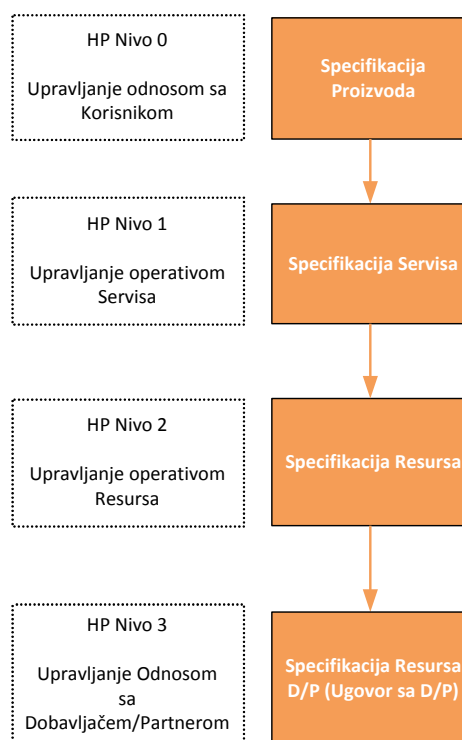 HP Nivo 0
Upravljanje odnosom sa
Korisnikom
Specifikacija
Proizvoda
HP Nivo 1
Upravljanje operativom
Servisa
Specifikacija Servisa
HP Nivo 2
Upravljanje operativom
Resursa
Specifikacija Resursa
HP Nivo 3
Upravljanje Odnosom
sa
Dobavljačem/Partnerom
Specifikacija Resursa
D/P (Ugovor sa D/P)